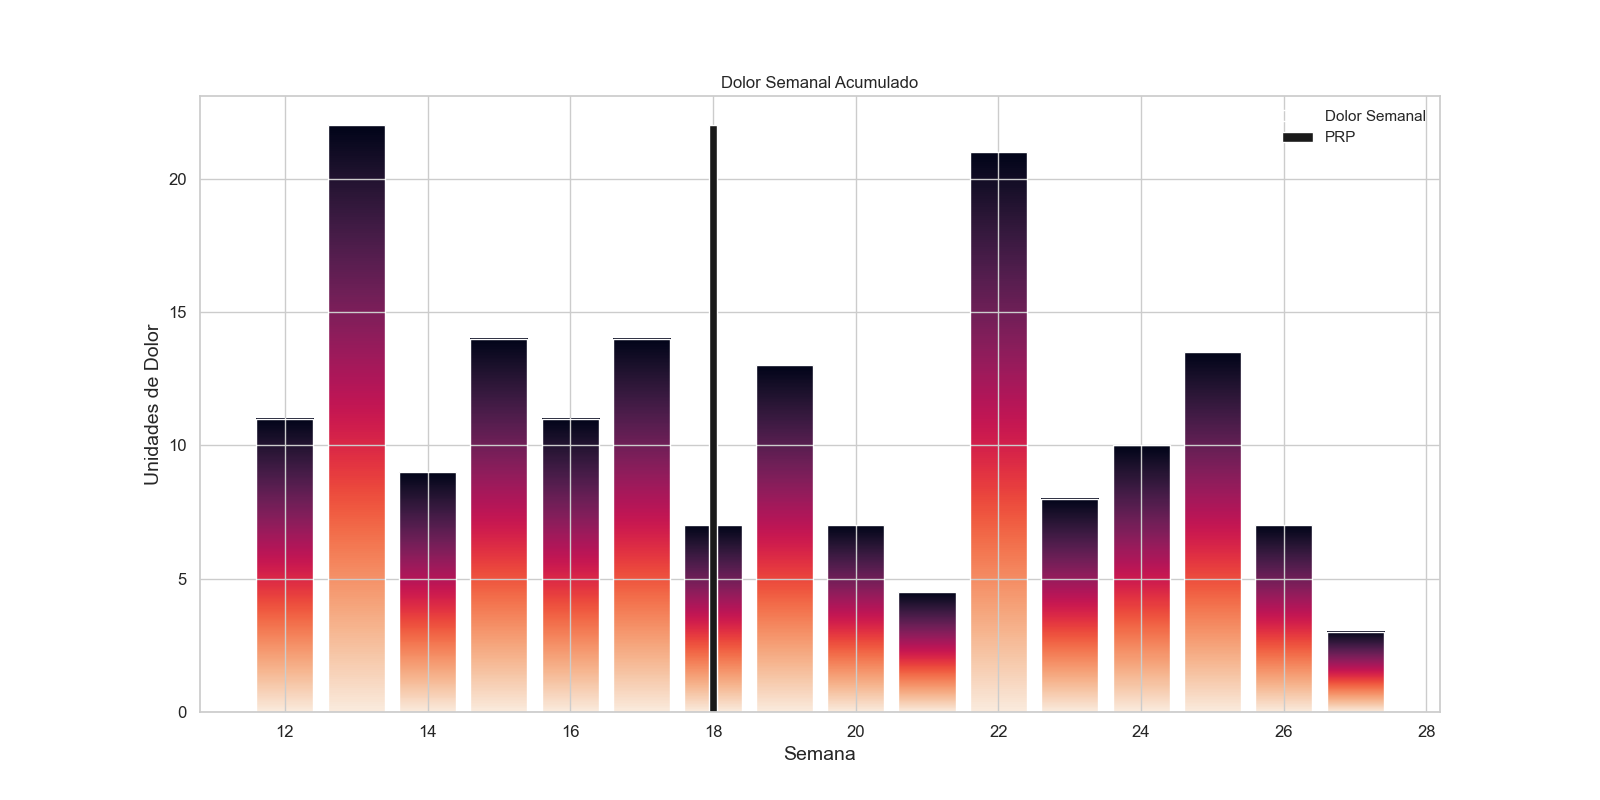 Dolor Semanal Acumulado
Dolor Semanal
PRP
Unidades de Dolor
20
15
10
5
0
12 14 16 18 20 22 24 26 28
Semana